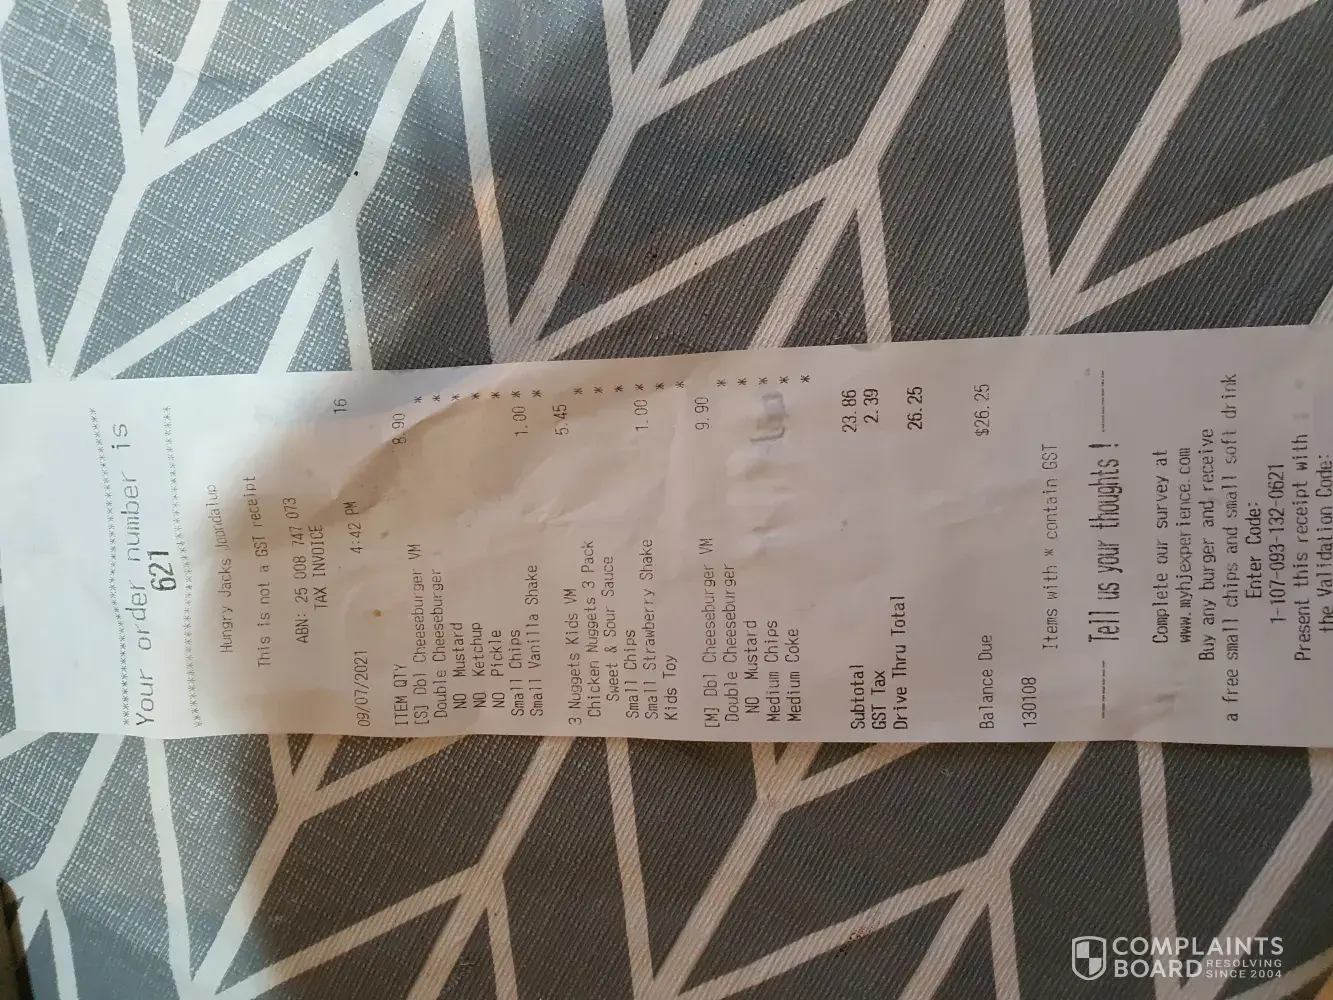 ************************************
Your order number is
621
************************************
Hungry Jacks Joondalup
This is not a GST receipt
ABN: 25 008 747 073
TAX INVOICE
16
09/07/2021 4:42 PM
ITEM QTY
[S] Dbl Cheeseburger VM 8.90 *
Double Cheeseburger *
NO Mustard *
NO Ketchup *
NO Pickle *
Small Chips 1.00 *
Small Vanilla Shake *
3 Nuggets Kids VM 5.45 *
Chicken Nuggets 3 Pack *
Sweet & Sour Sauce *
Small Chips *
Small Strawberry Shake 1.00 *
Kids Toy *
[M] Dbl Cheeseburger VM 9.90 *
Double Cheeseburger *
NO Mustard *
Medium Chips *
Medium Coke *
Subtotal 23.86
GST Tax 2.39
Drive Thru Total 26.25
Balance Due $26.25
130108
Items with * contain GST
Tell us your thoughts!
Complete our survey at
www.myhjexperience.com
Buy any burger and receive
a free small chips and small soft drink
Enter Code:
1-107-093-132-0621
Present this receipt with
the Validation Code:
COMPLAINTS
BOARD RESOLVING
SINCE 2004